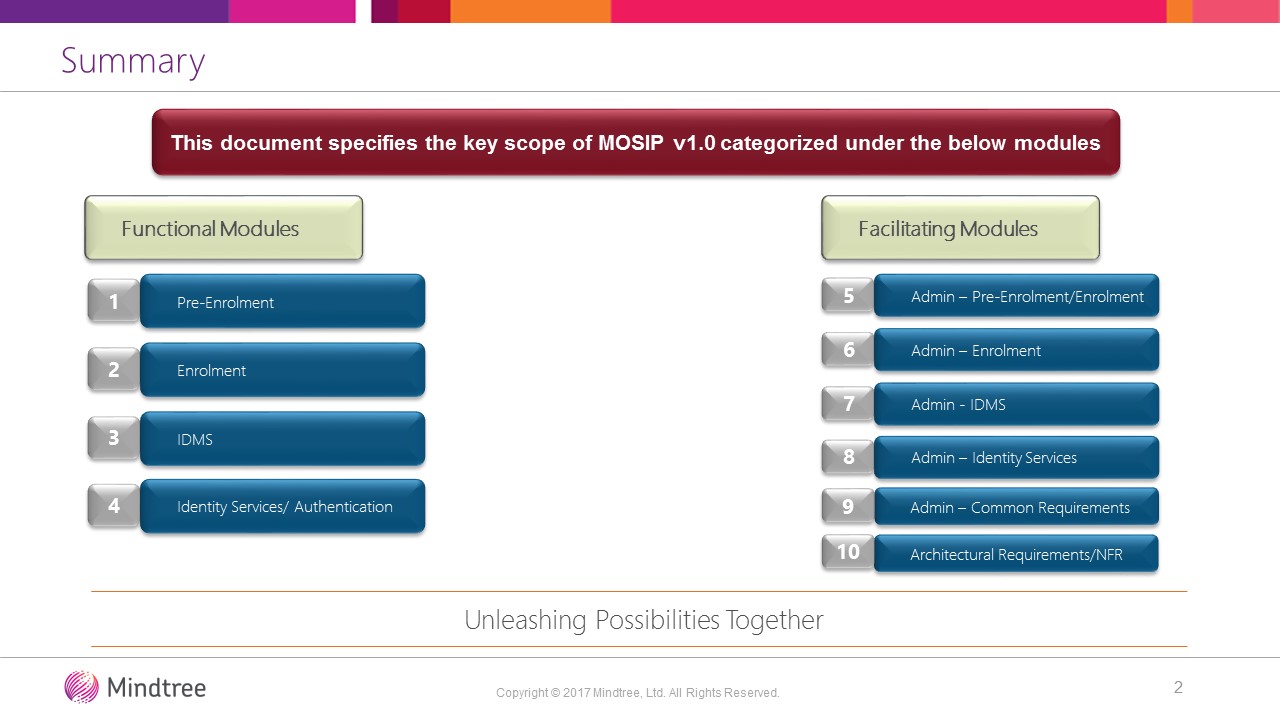 Summary
This document specifies the key scope of MOSIP v1.0 categorized under the below modules
Functional Modules
1 Pre-Enrolment
2 Enrolment
3 IDMS
4 Identity Services/ Authentication
Facilitating Modules
5 Admin – Pre-Enrolment/Enrolment
6 Admin – Enrolment
7 Admin - IDMS
8 Admin – Identity Services
9 Admin – Common Requirements
10 Architectural Requirements/NFR
Unleashing Possibilities Together
Mindtree
Copyright © 2017 Mindtree, Ltd. All Rights Reserved.
2